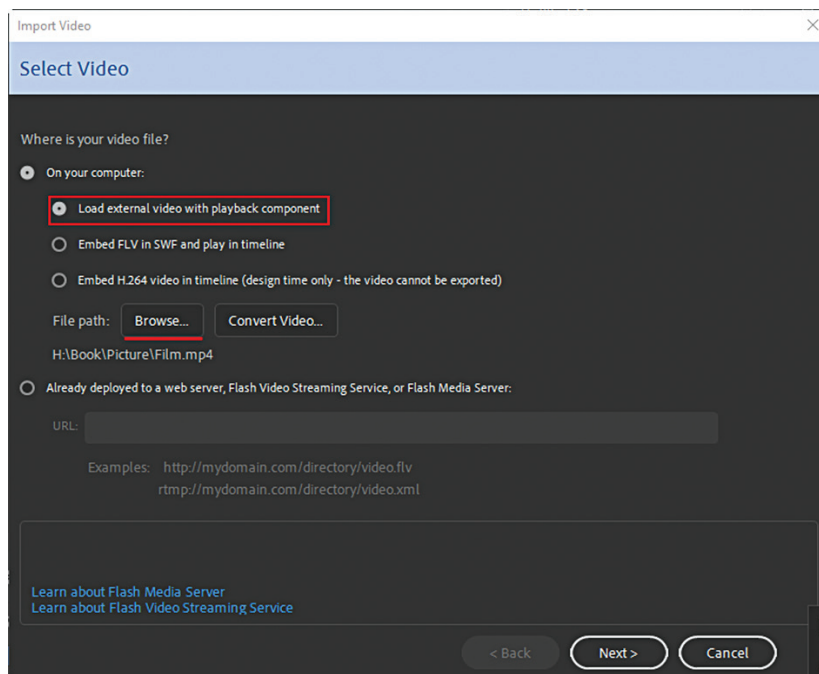 Import Video
Select Video
Where is your video file?
On your computer:
Load external video with playback component
Embed FLV in SWF and play in timeline
Embed H.264 video in timeline (design time only - the video cannot be exported)
File path: Browse... Convert Video...
H:\Book\Picture\Film.mp4
Already deployed to a web server, Flash Video Streaming Service, or Flash Media Server:
URL:
Examples: http://mydomain.com/directory/video.flv
rtmp://mydomain.com/directory/video.xml
Learn about Flash Media Server
Learn about Flash Video Streaming Service
< Back Next > Cancel